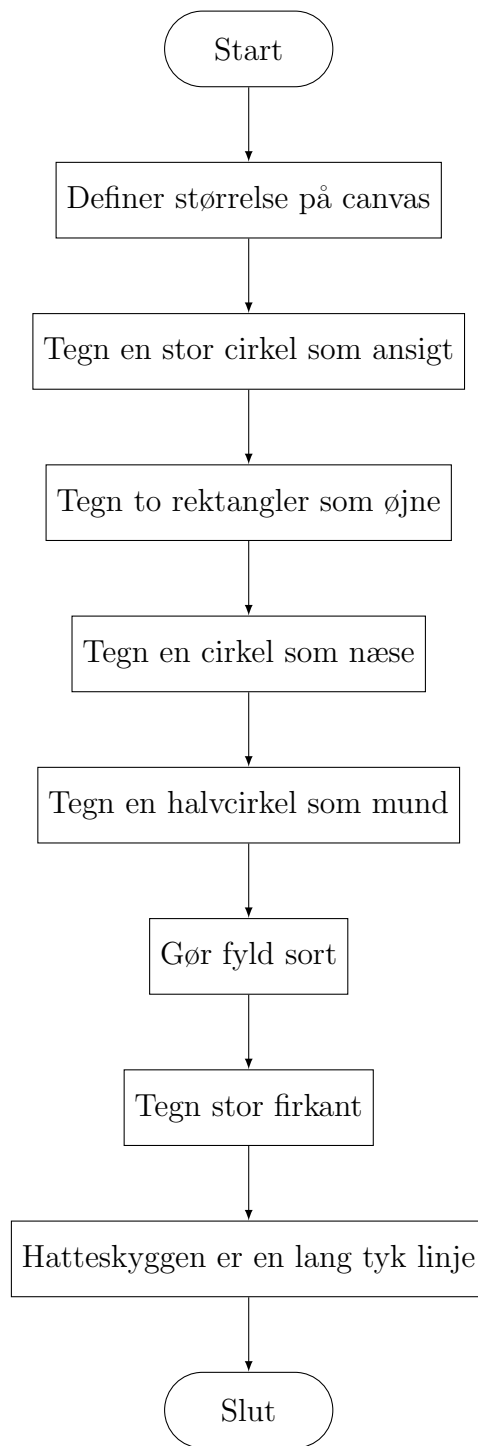 Start
Definer størrelse på canvas
Tegn en stor cirkel som ansigt
Tegn to rektangler som øjne
Tegn en cirkel som næse
Tegn en halvcirkel som mund
Gør fyld sort
Tegn stor firkant
Hatteskyggen er en lang tyk linje
Slut